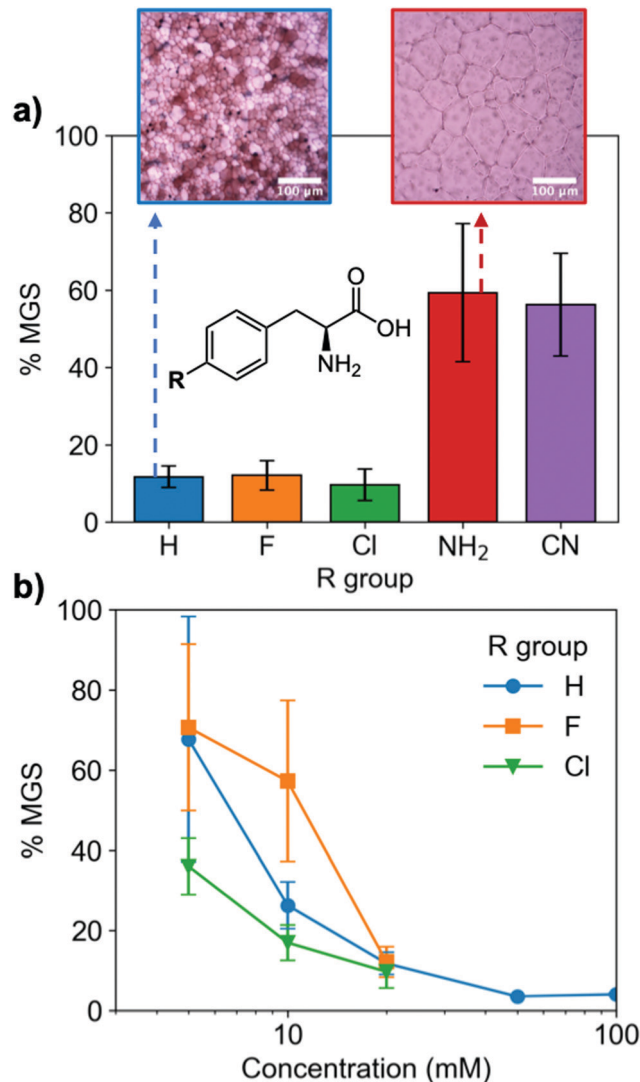 a)
100 µm
100 µm
% MGS
100
80
60
40
20
0
O
OH
NH₂
R
H F Cl NH₂ CN
R group
b)
% MGS
100
80
60
40
20
0
R group
H
F
Cl
10 100
Concentration (mM)